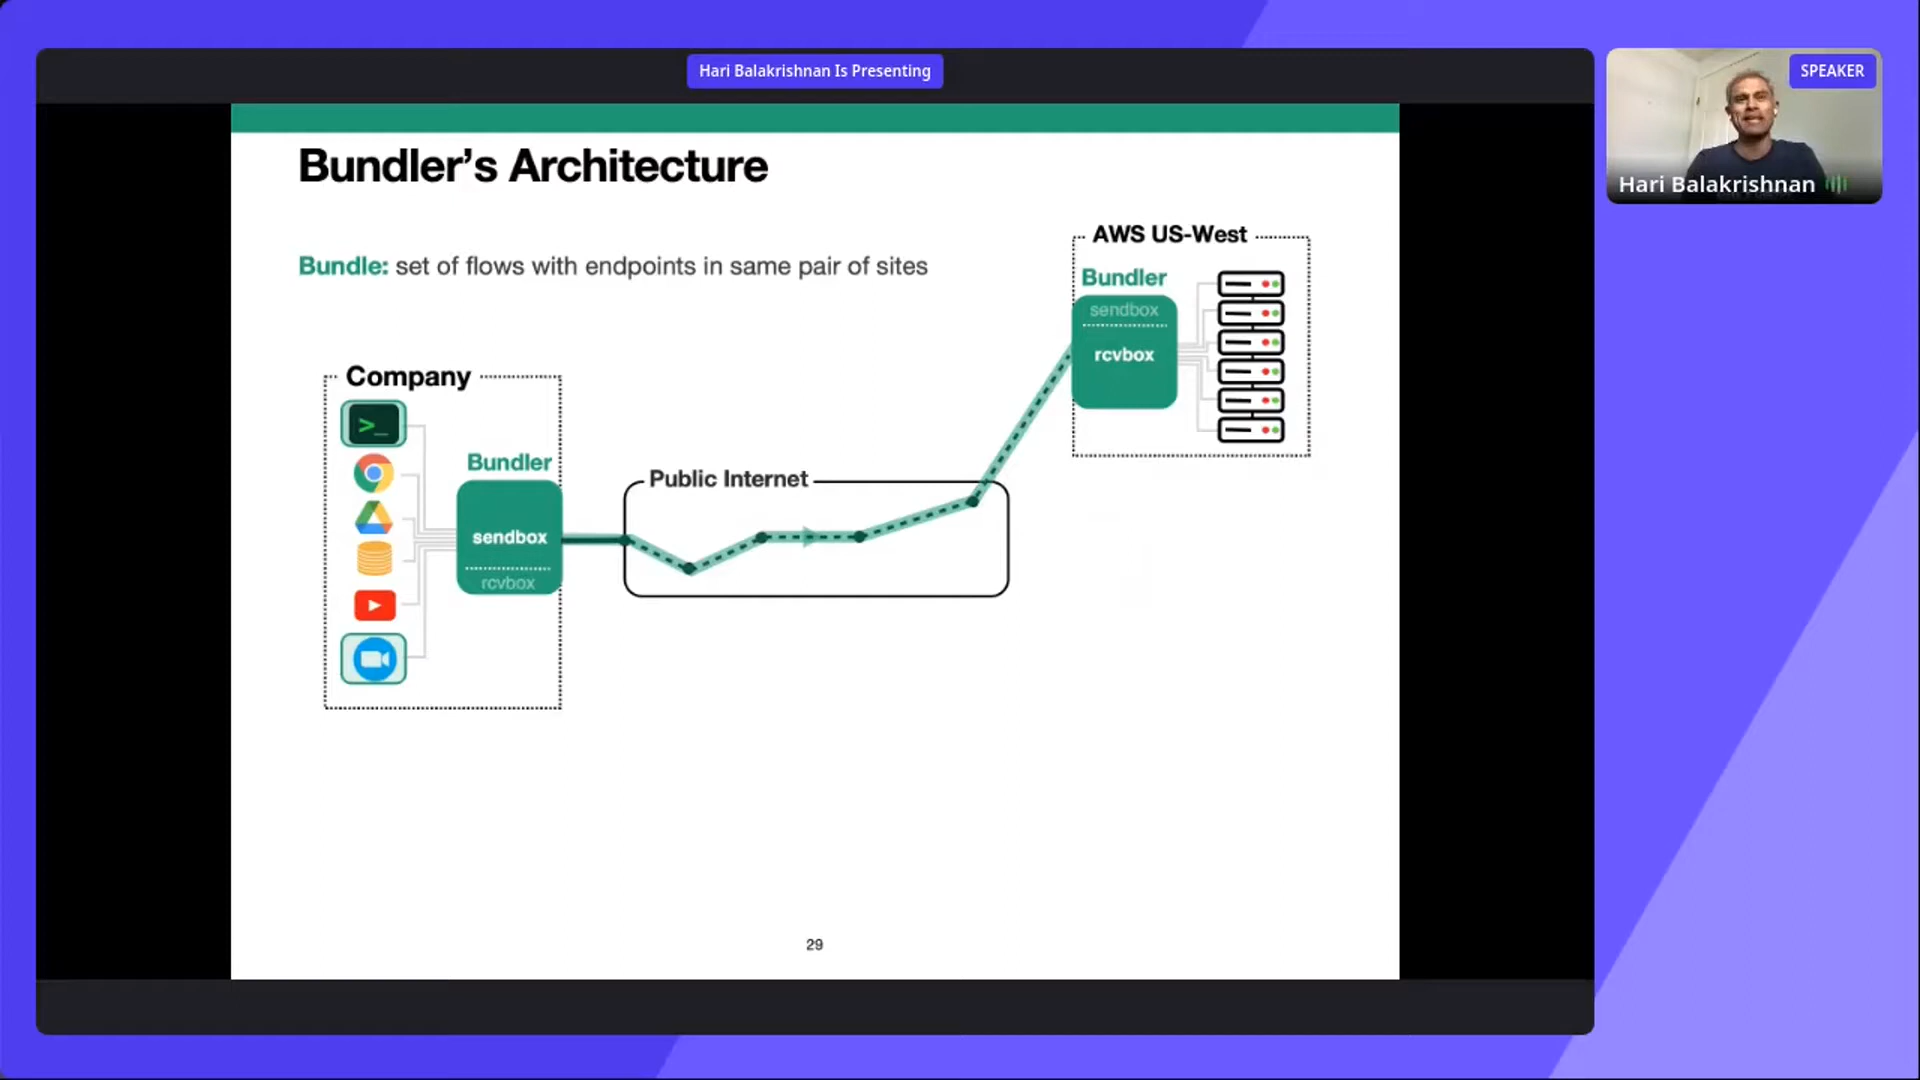 Hari Balakrishnan Is Presenting
SPEAKER
Hari Balakrishnan
Bundler's Architecture
Bundle: set of flows with endpoints in same pair of sites
AWS US-West
Bundler
sendbox
rcvbox
Company
>_
Bundler
sendbox
rcvbox
Public Internet
29